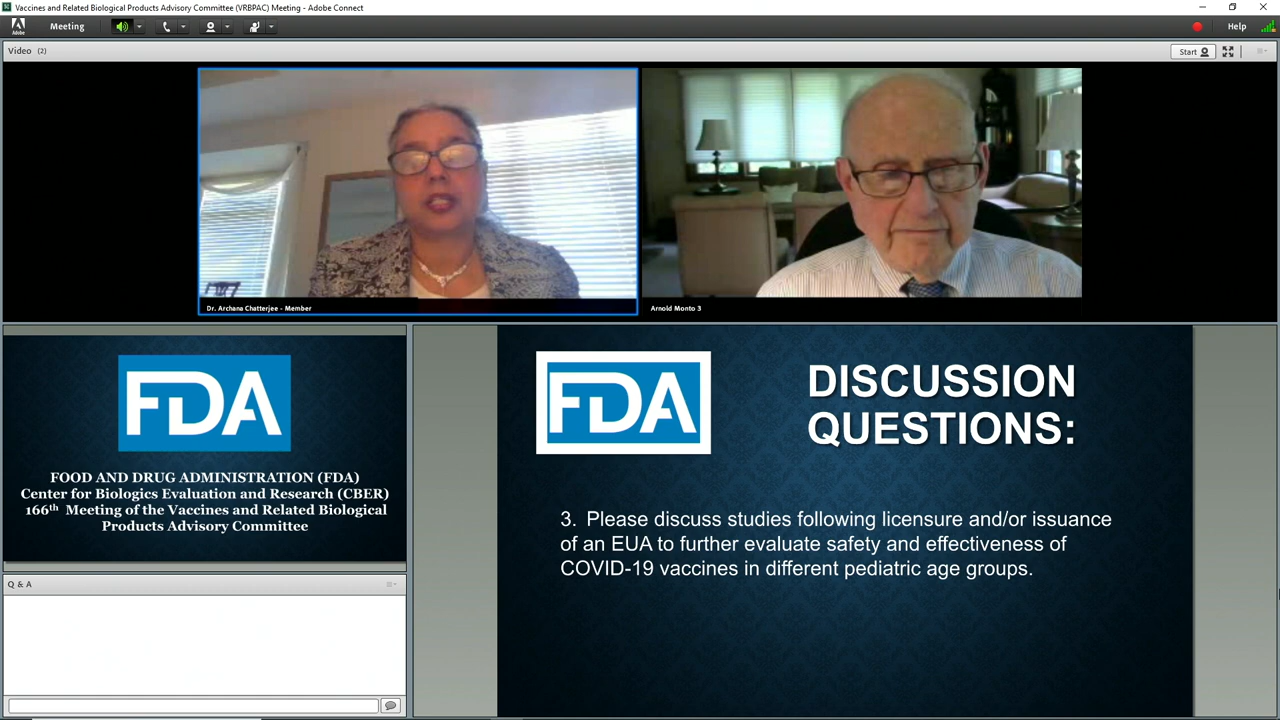 Vaccines and Related Biological Products Advisory Committee (VRBPAC) Meeting - Adobe Connect
Adobe
Meeting
Help
Video (2)
Start
Dr. Archana Chatterjee - Member
Arnold Monto 3
FDA
FOOD AND DRUG ADMINISTRATION (FDA)
Center for Biologics Evaluation and Research (CBER)
166th Meeting of the Vaccines and Related Biological
Products Advisory Committee
Q & A
FDA
DISCUSSION
QUESTIONS:
3. Please discuss studies following licensure and/or issuance
of an EUA to further evaluate safety and effectiveness of
COVID-19 vaccines in different pediatric age groups.